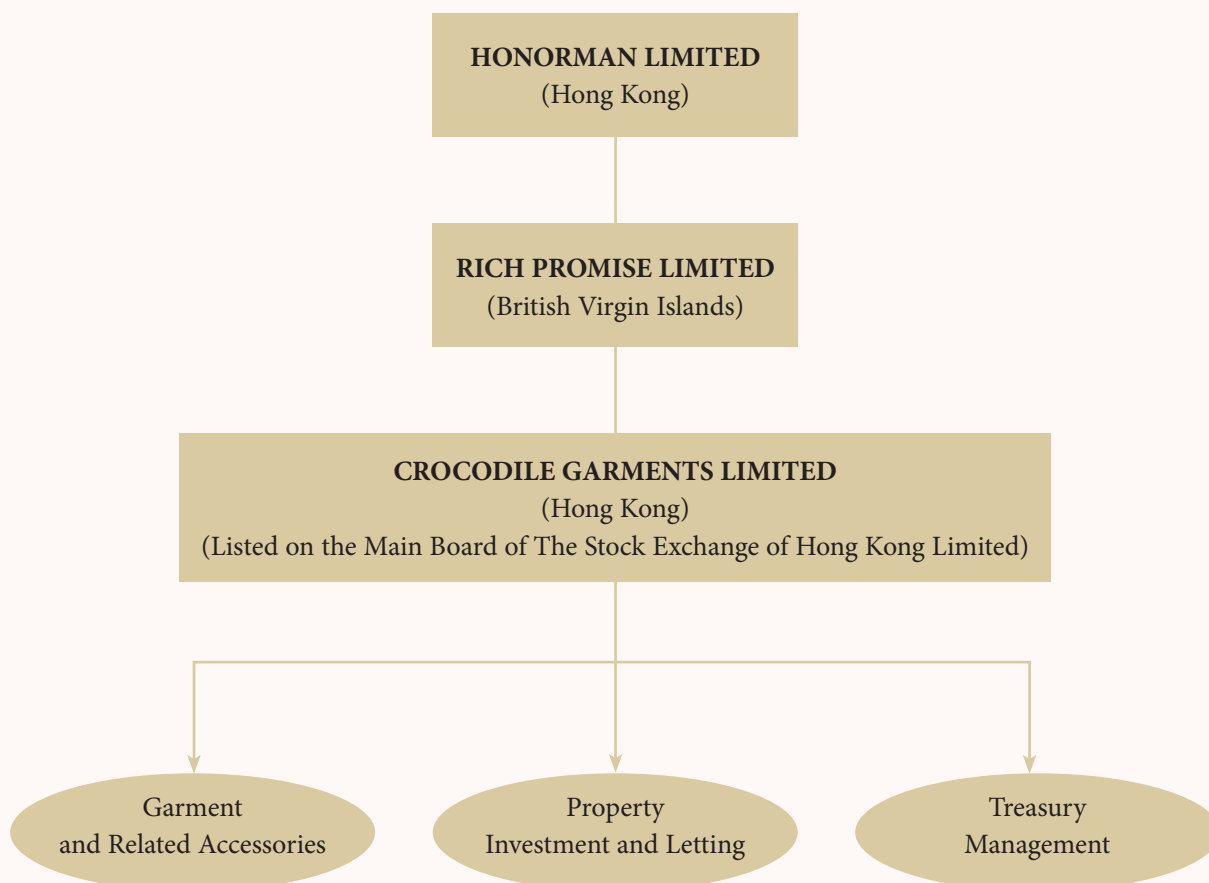 HONORMAN LIMITED
(Hong Kong)
RICH PROMISE LIMITED
(British Virgin Islands)
CROCODILE GARMENTS LIMITED
(Hong Kong)
(Listed on the Main Board of The Stock Exchange of Hong Kong Limited)
Garment
and Related Accessories
Property
Investment and Letting
Treasury
Management